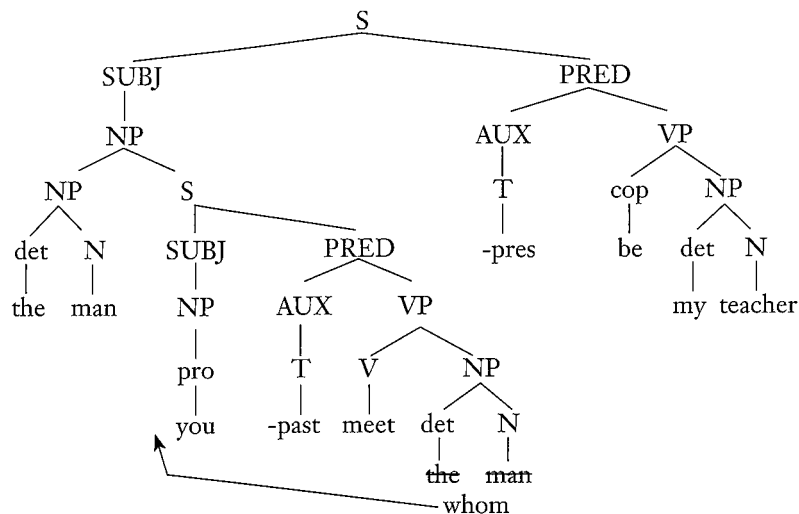 S
SUBJ PRED
NP AUX VP
NP S T cop NP
det N SUBJ PRED -pres be det N
the man NP AUX VP my teacher
pro T V NP
you -past meet det N
the man
whom